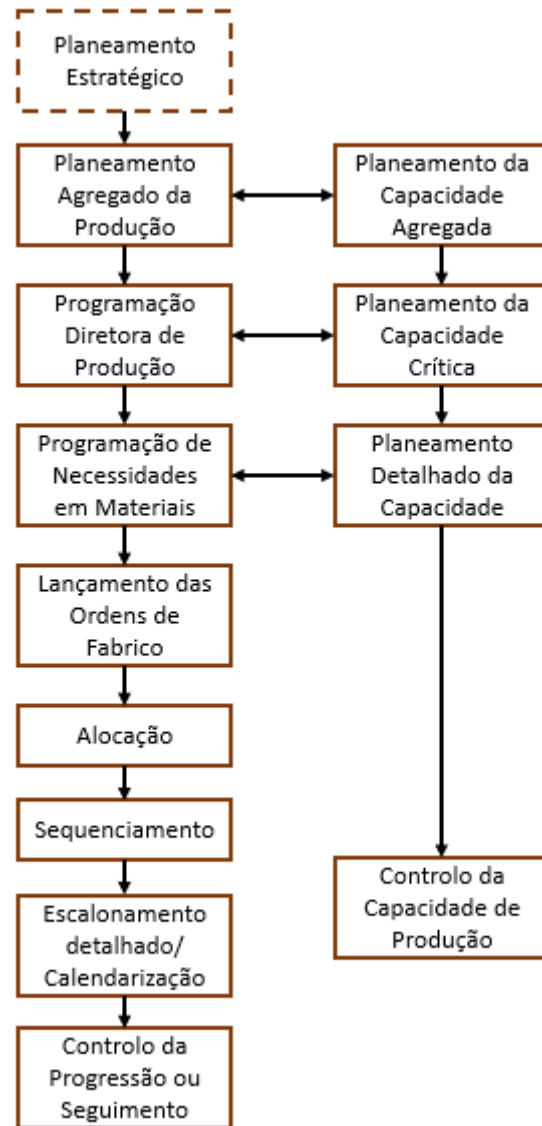 Planeamento
Estratégico
Planeamento
Agregado da
Produção
Planeamento da
Capacidade
Agregada
Programação
Diretora de
Produção
Planeamento da
Capacidade
Crítica
Programação de
Necessidades
em Materiais
Planeamento
Detalhado da
Capacidade
Lançamento das
Ordens de
Fabrico
Alocação
Sequenciamento
Controlo da
Capacidade de
Produção
Escalonamento
detalhado/
Calendarização
Controlo da
Progressão ou
Seguimento